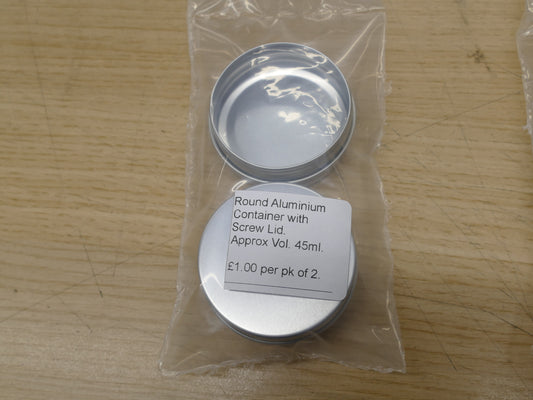 Round Aluminium
Container with
Screw Lid.
Approx Vol. 45ml.
£1.00 per pk of 2.